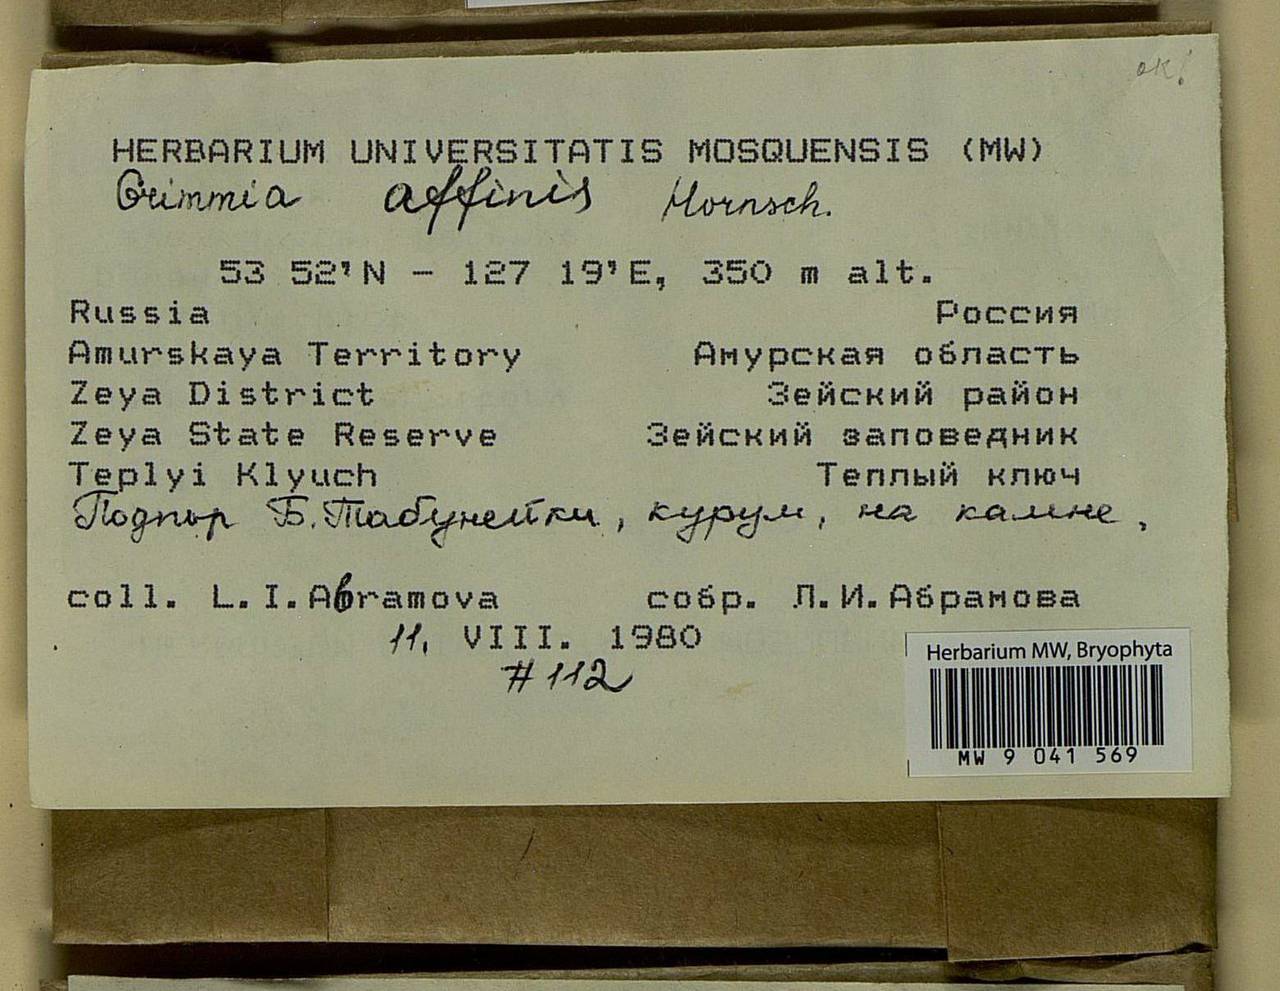 ok!
HERBARIUM UNIVERSITATIS MOSQUENSIS (MW)
Grimmia affinis Hornsch.
53 52'N - 127 19'E, 350 m alt.
Russia Россия
Amurskaya Territory Амурская область
Zeya District Зейский район
Zeya State Reserve Зейский заповедник
Teplyi Klyuch Теплый ключ
Б. Табунейки, курум, на камне,
coll. L.I.Abramova собр. Л.И.Абрамова
11. VIII. 1980
#112
Herbarium MW, Bryophyta
MW 9 041 569